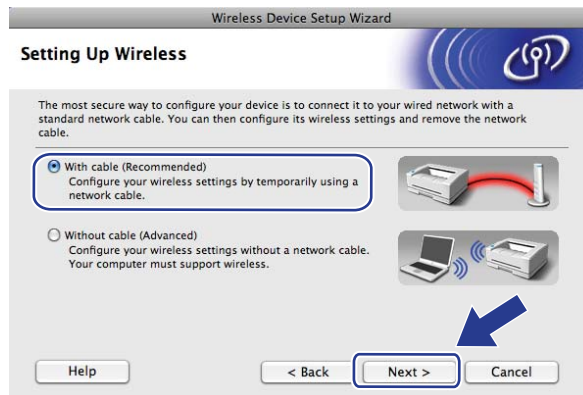 Wireless Device Setup Wizard
Setting Up Wireless
The most secure way to configure your device is to connect it to your wired network with a
standard network cable. You can then configure its wireless settings and remove the network
cable.
With cable (Recommended)
Configure your wireless settings by temporarily using a
network cable.
Without cable (Advanced)
Configure your wireless settings without a network cable.
Your computer must support wireless.
Help
< Back
Next >
Cancel